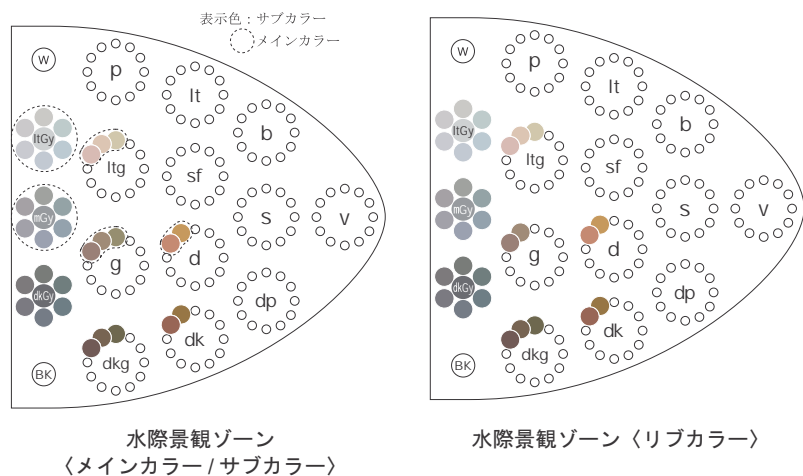 表示色：サブカラー
メインカラー
W
p
lt
b
ltGy
ltg
sf
mGy
s
v
g
d
dkGy
dp
dk
BK
dkg
水際景観ゾーン
〈メインカラー / サブカラー〉
W
p
lt
b
ltGy
ltg
sf
mGy
s
v
g
d
dkGy
dp
dk
BK
dkg
水際景観ゾーン〈リブカラー〉